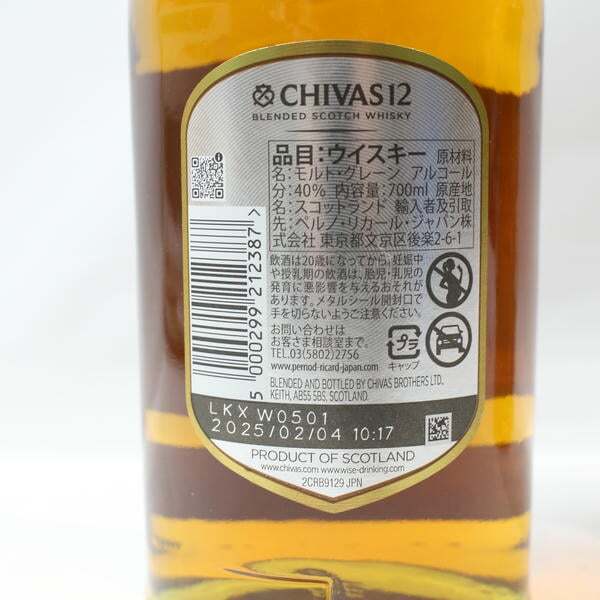 CHIVAS 12
BLENDED SCOTCH WHISKY
品目:ウイスキー 原材料
名:モルト・グレーン アルコール
分:40% 内容量:700ml 原産地
名:スコットランド 輸入者及引取
先:ペルノ・リカール・ジャパン株
式会社 東京都文京区後楽2-6-1
飲酒は20歳になってから。妊娠中
や授乳期の飲酒は、胎児・乳児の
発育に悪影響を与えるおそれが
あります。メタルシール開封口で
手を切らないようご注意ください。
お問い合わせは
お客さま相談室まで。
TEL.03(5802)2756
www.pernod-ricard-japan.com
プラ
キャップ
5 000299 212387 >
BLENDED AND BOTTLED BY CHIVAS BROTHERS LTD.,
KEITH, AB55 5BS, SCOTLAND.
LKX W0501
2025/02/04 10:17
PRODUCT OF SCOTLAND
www.chivas.com www.wise-drinking.com
2CRB9129 JPN